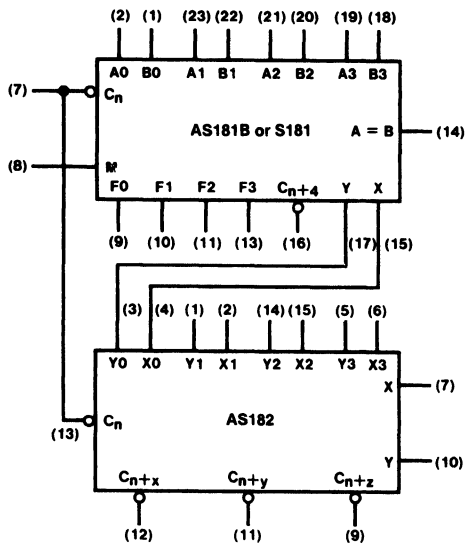 (2) (1) (23) (22) (21) (20) (19) (18)
A0 B0 A1 B1 A2 B2 A3 B3
(7) Cn
AS181B or S181 A = B (14)
(8) M
F0 F1 F2 F3 Cn+4 Y X
(9) (10) (11) (13) (16) (17) (15)
(3) (4) (1) (2) (14) (15) (5) (6)
Y0 X0 Y1 X1 Y2 X2 Y3 X3
X (7)
(13) Cn AS182
Y (10)
Cn+x Cn+y Cn+z
(12) (11) (9)